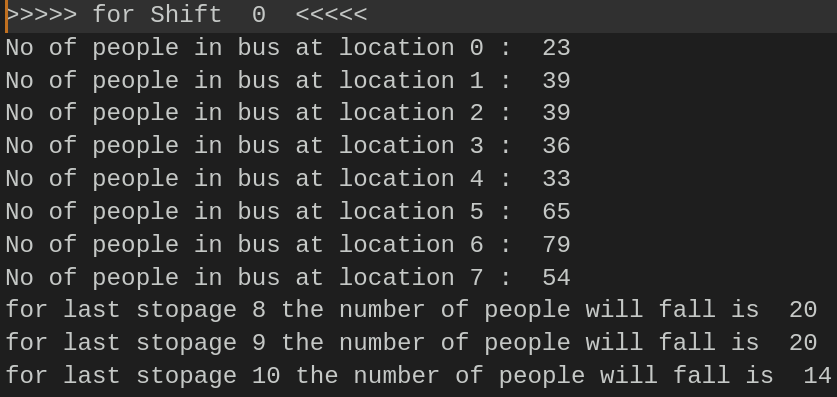 >>>>> for Shift  0  <<<<<
No of people in bus at location 0 :  23
No of people in bus at location 1 :  39
No of people in bus at location 2 :  39
No of people in bus at location 3 :  36
No of people in bus at location 4 :  33
No of people in bus at location 5 :  65
No of people in bus at location 6 :  79
No of people in bus at location 7 :  54
for last stopage 8 the number of people will fall is  20
for last stopage 9 the number of people will fall is  20
for last stopage 10 the number of people will fall is  14